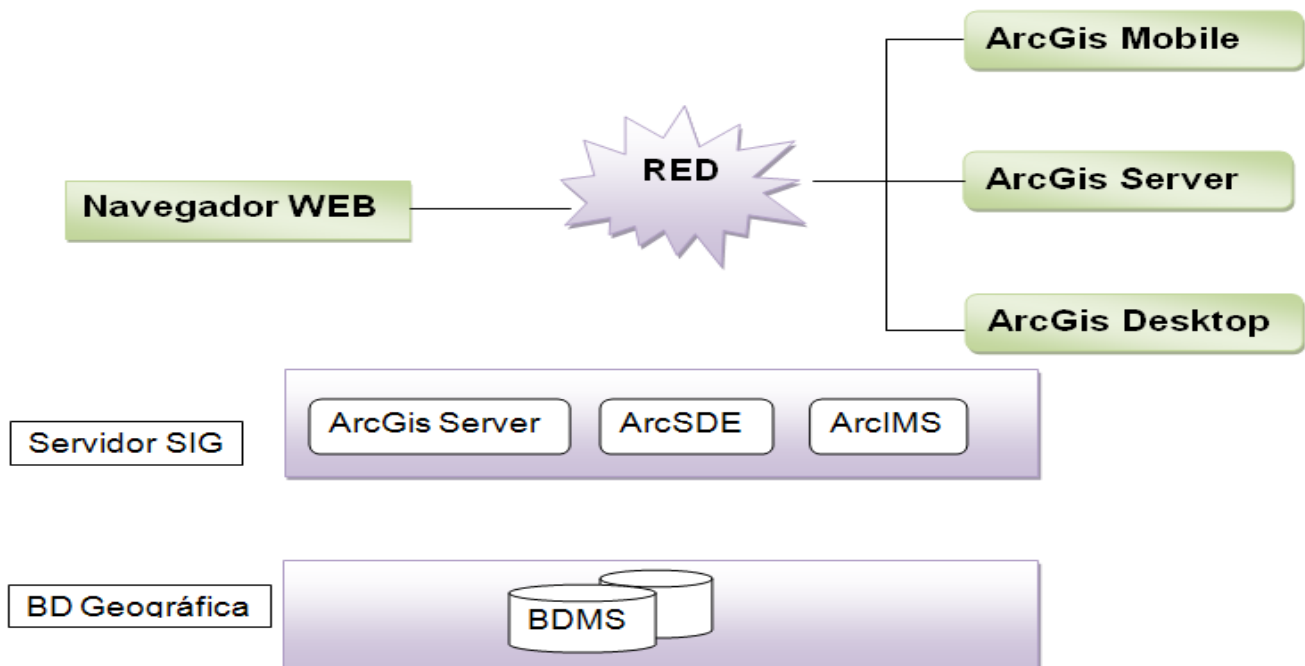 ArcGis Mobile
RED
ArcGis Server
Navegador WEB
ArcGis Desktop
Servidor SIG
ArcGis Server
ArcSDE
ArcIMS
BD Geográfica
BDMS